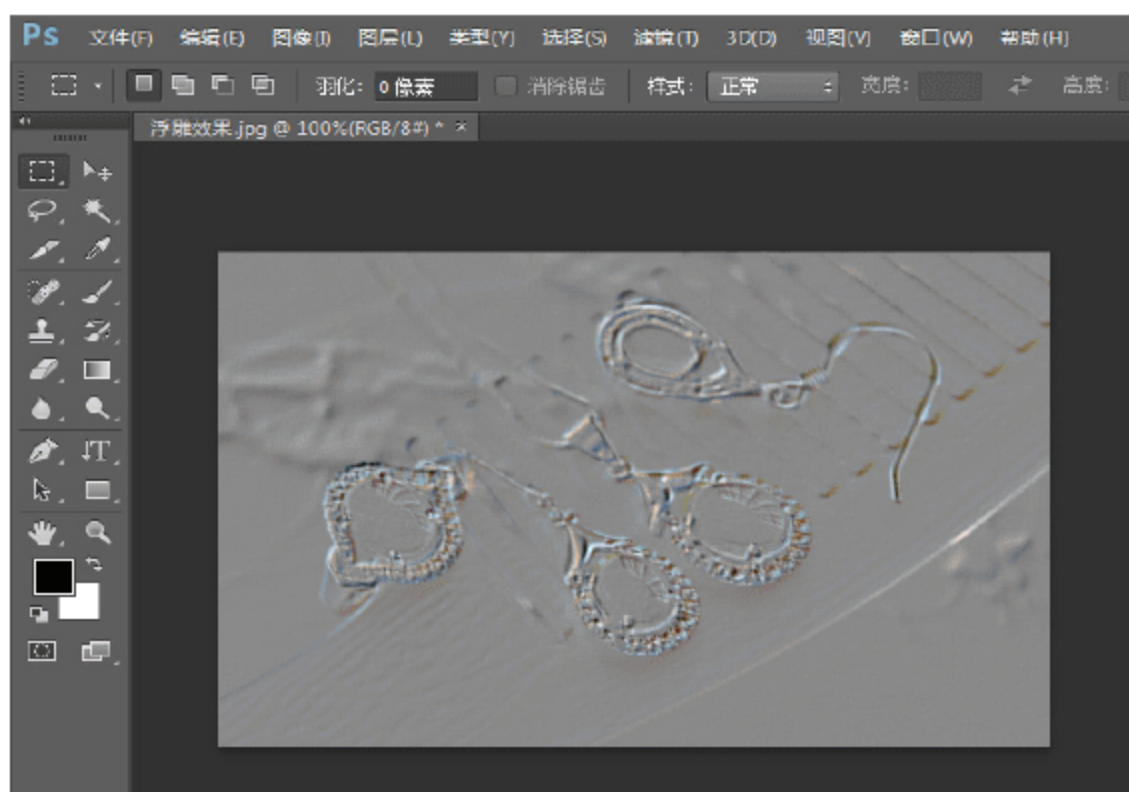 Ps 文件(F) 编辑(E) 图像(I) 图层(L) 类型(Y) 选择(S) 滤镜(T) 3D(D) 视图(V) 窗口(W) 帮助(H)
羽化: 0 像素 消除锯齿 样式: 正常 宽度: 高度:
浮雕效果.jpg @ 100%(RGB/8#) * ×